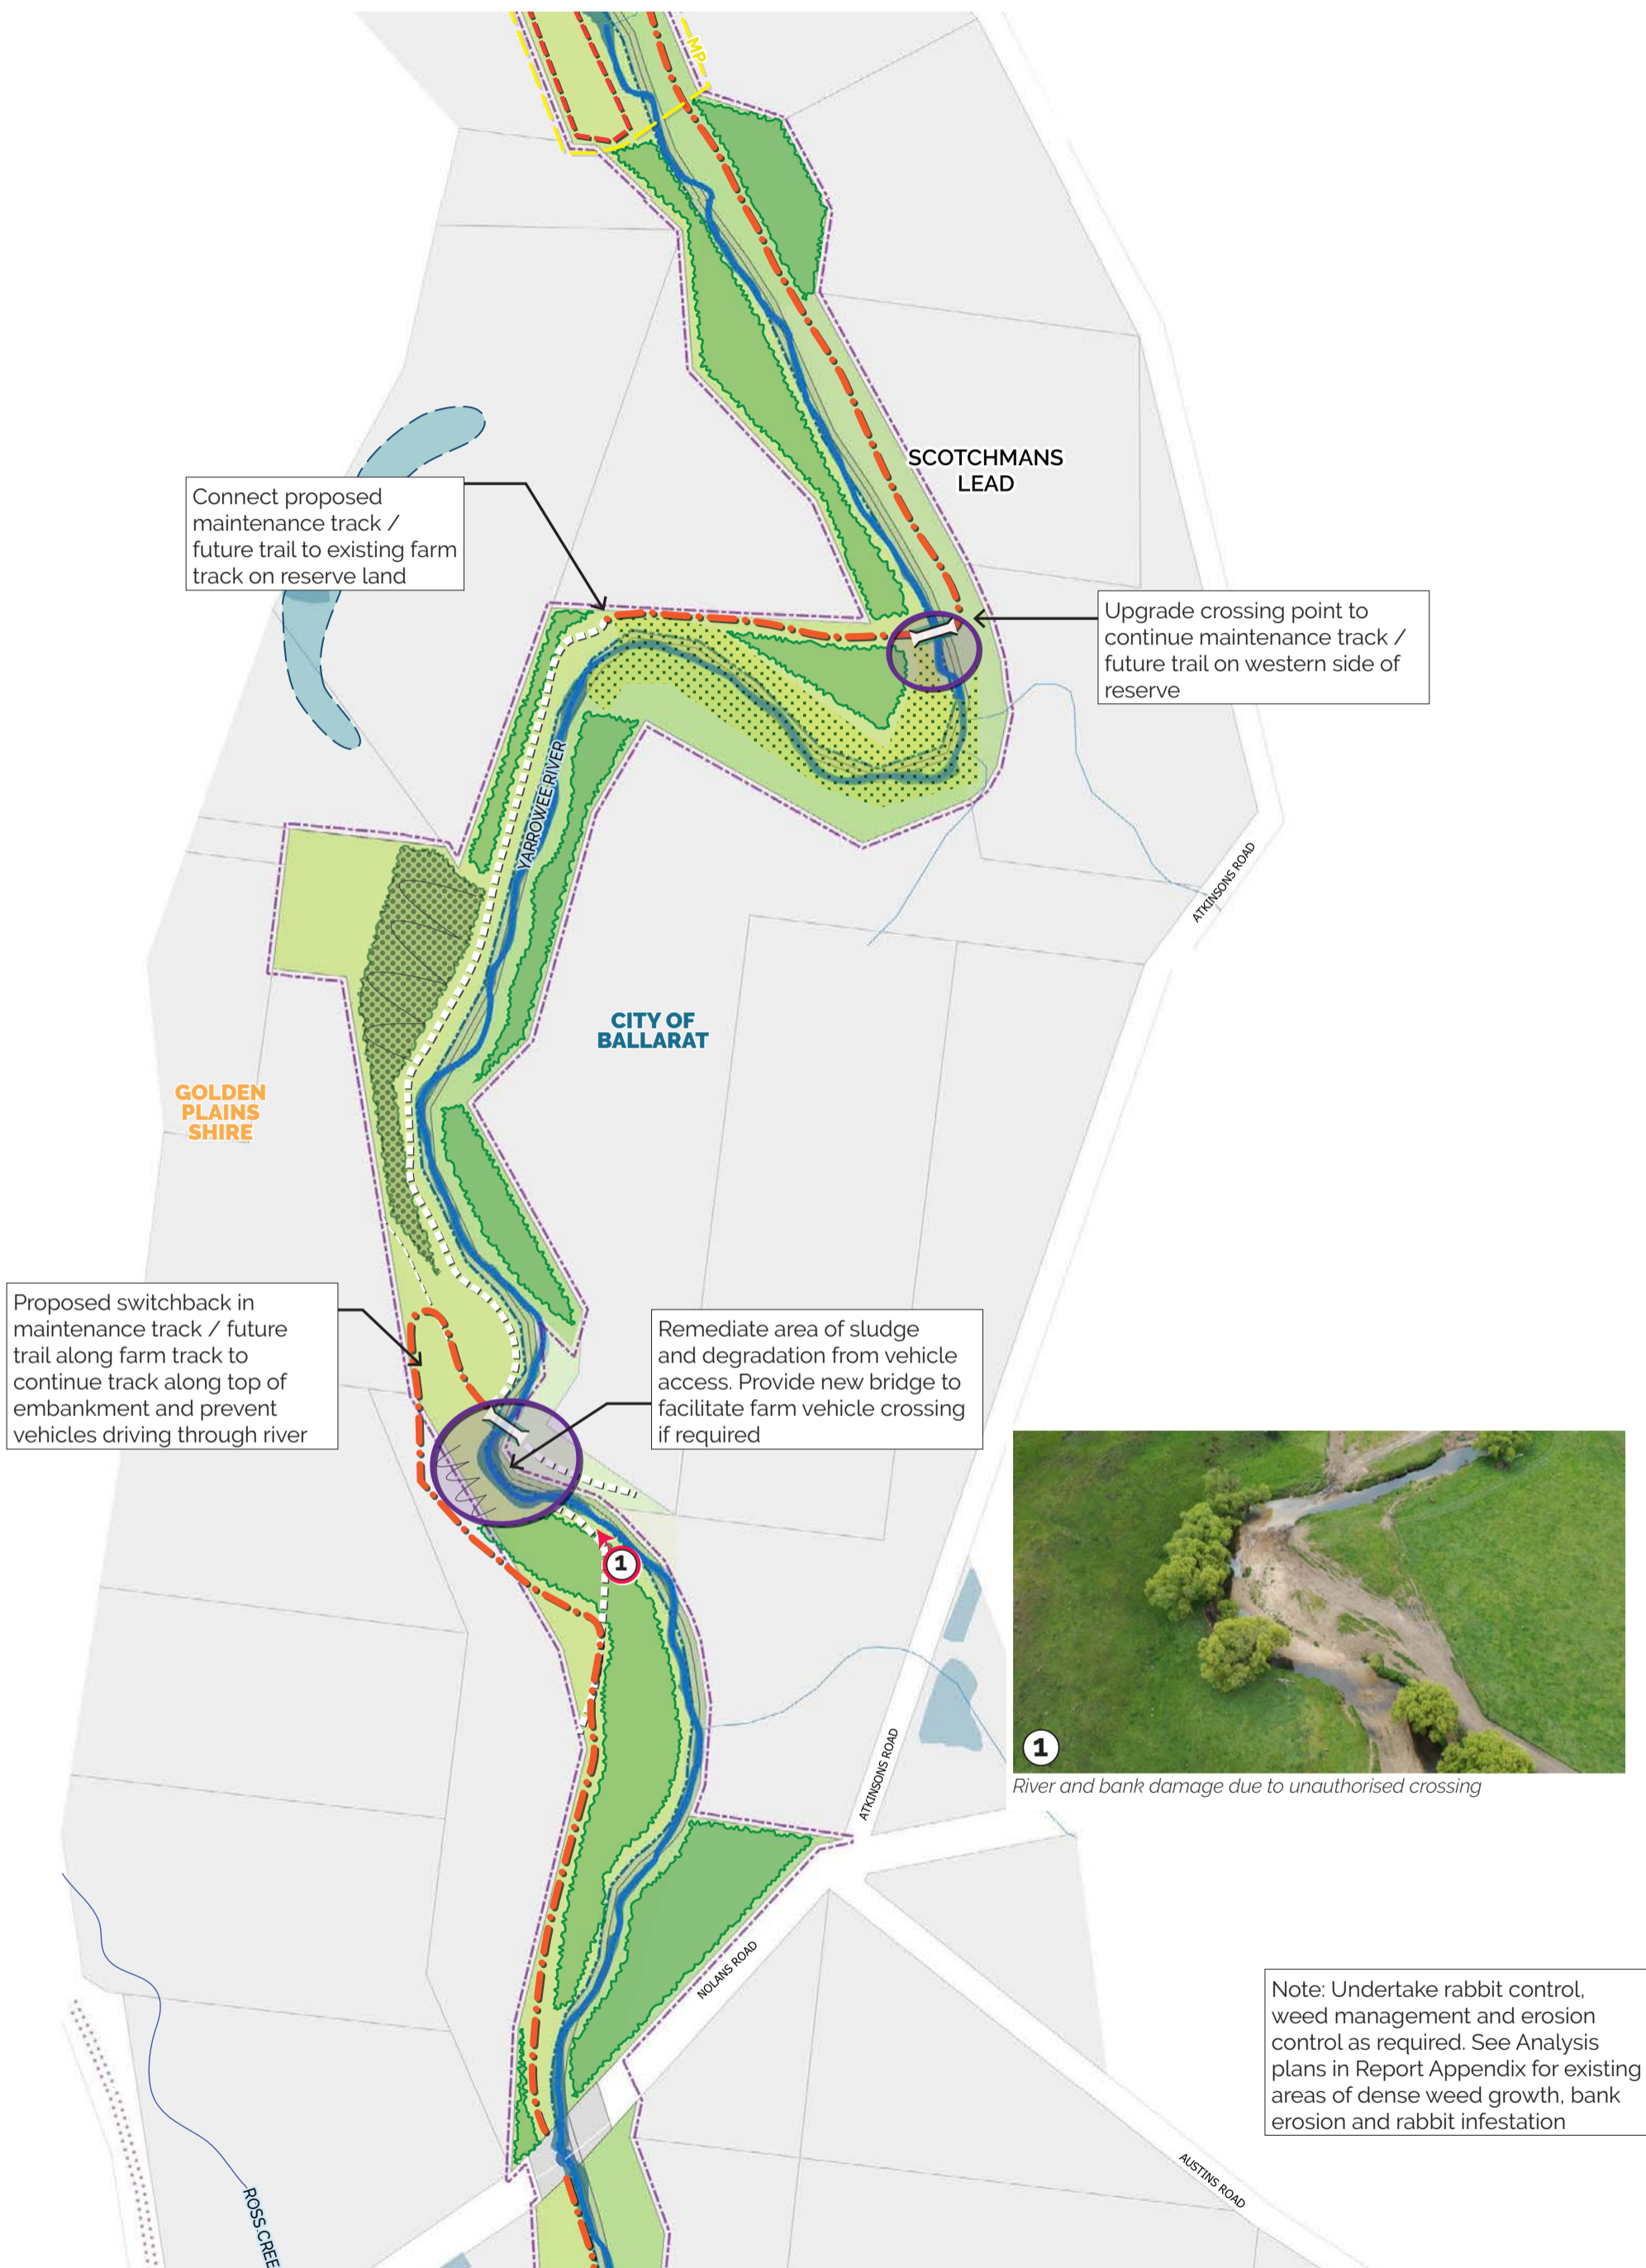 MP
SCOTCHMANS
LEAD
Connect proposed
maintenance track /
future trail to existing farm
track on reserve land
Upgrade crossing point to
continue maintenance track /
future trail on western side of
reserve
YARROWEE RIVER
ATKINSONS ROAD
CITY OF
BALLARAT
GOLDEN
PLAINS
SHIRE
Proposed switchback in
maintenance track / future
trail along farm track to
continue track along top of
embankment and prevent
vehicles driving through river
Remediate area of sludge
and degradation from vehicle
access. Provide new bridge to
facilitate farm vehicle crossing
if required
1
1
River and bank damage due to unauthorised crossing
ATKINSONS ROAD
NOLANS ROAD
Note: Undertake rabbit control,
weed management and erosion
control as required. See Analysis
plans in Report Appendix for existing
areas of dense weed growth, bank
erosion and rabbit infestation
AUSTINS ROAD
ROSS CREE